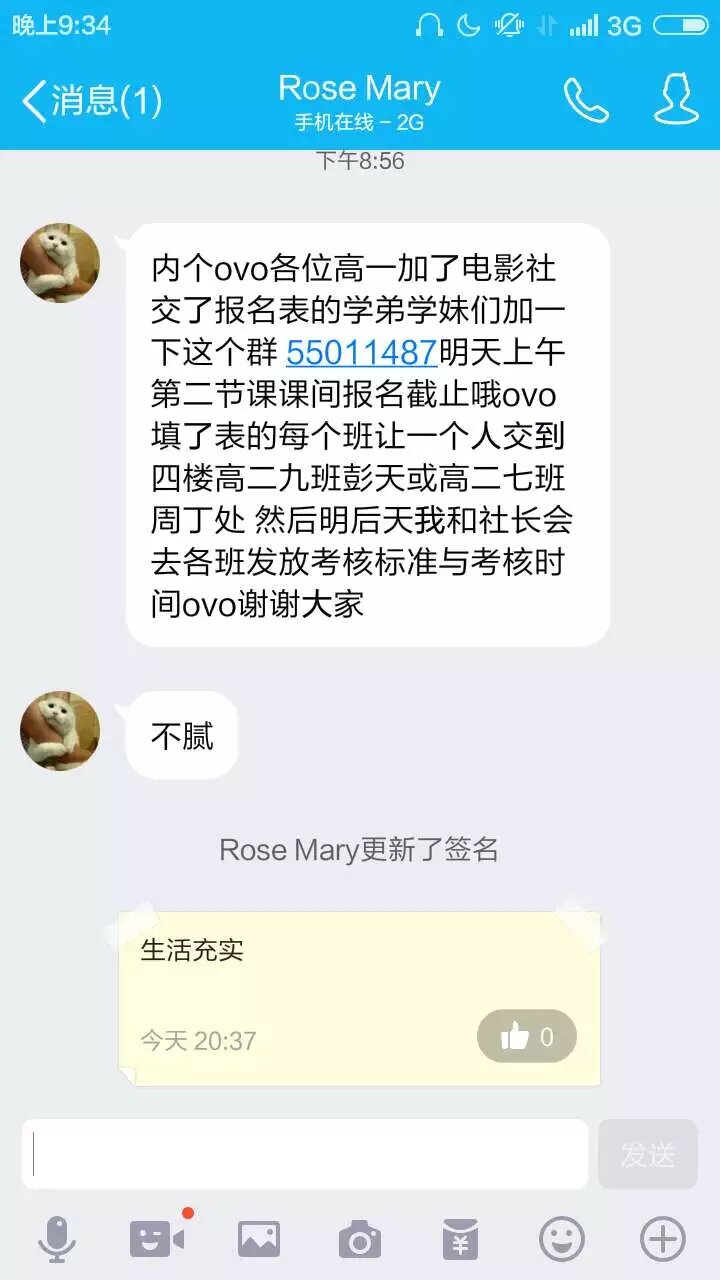 晚上9:34
3G
消息(1)
Rose Mary
手机在线 – 2G
下午8:56
内个ovo各位高一加了电影社
交了报名表的学弟学妹们加一
下这个群 55011487明天上午
第二节课课间报名截止哦ovo
填了表的每个班让一个人交到
四楼高二九班彭天或高二七班
周丁处 然后明后天我和社长会
去各班发放考核标准与考核时
间ovo谢谢大家
不腻
Rose Mary更新了签名
生活充实
今天 20:37
0
发送